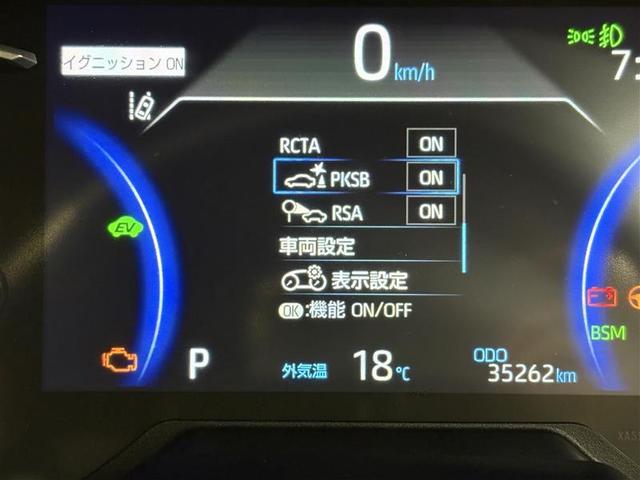 イグニッション ON
0 km/h
7:
RCTA ON
EV
PKSB ON
RSA ON
車両設定
表示設定
OK:機能 ON/OFF
BSM
P
外気温 18℃
ODO
35262km